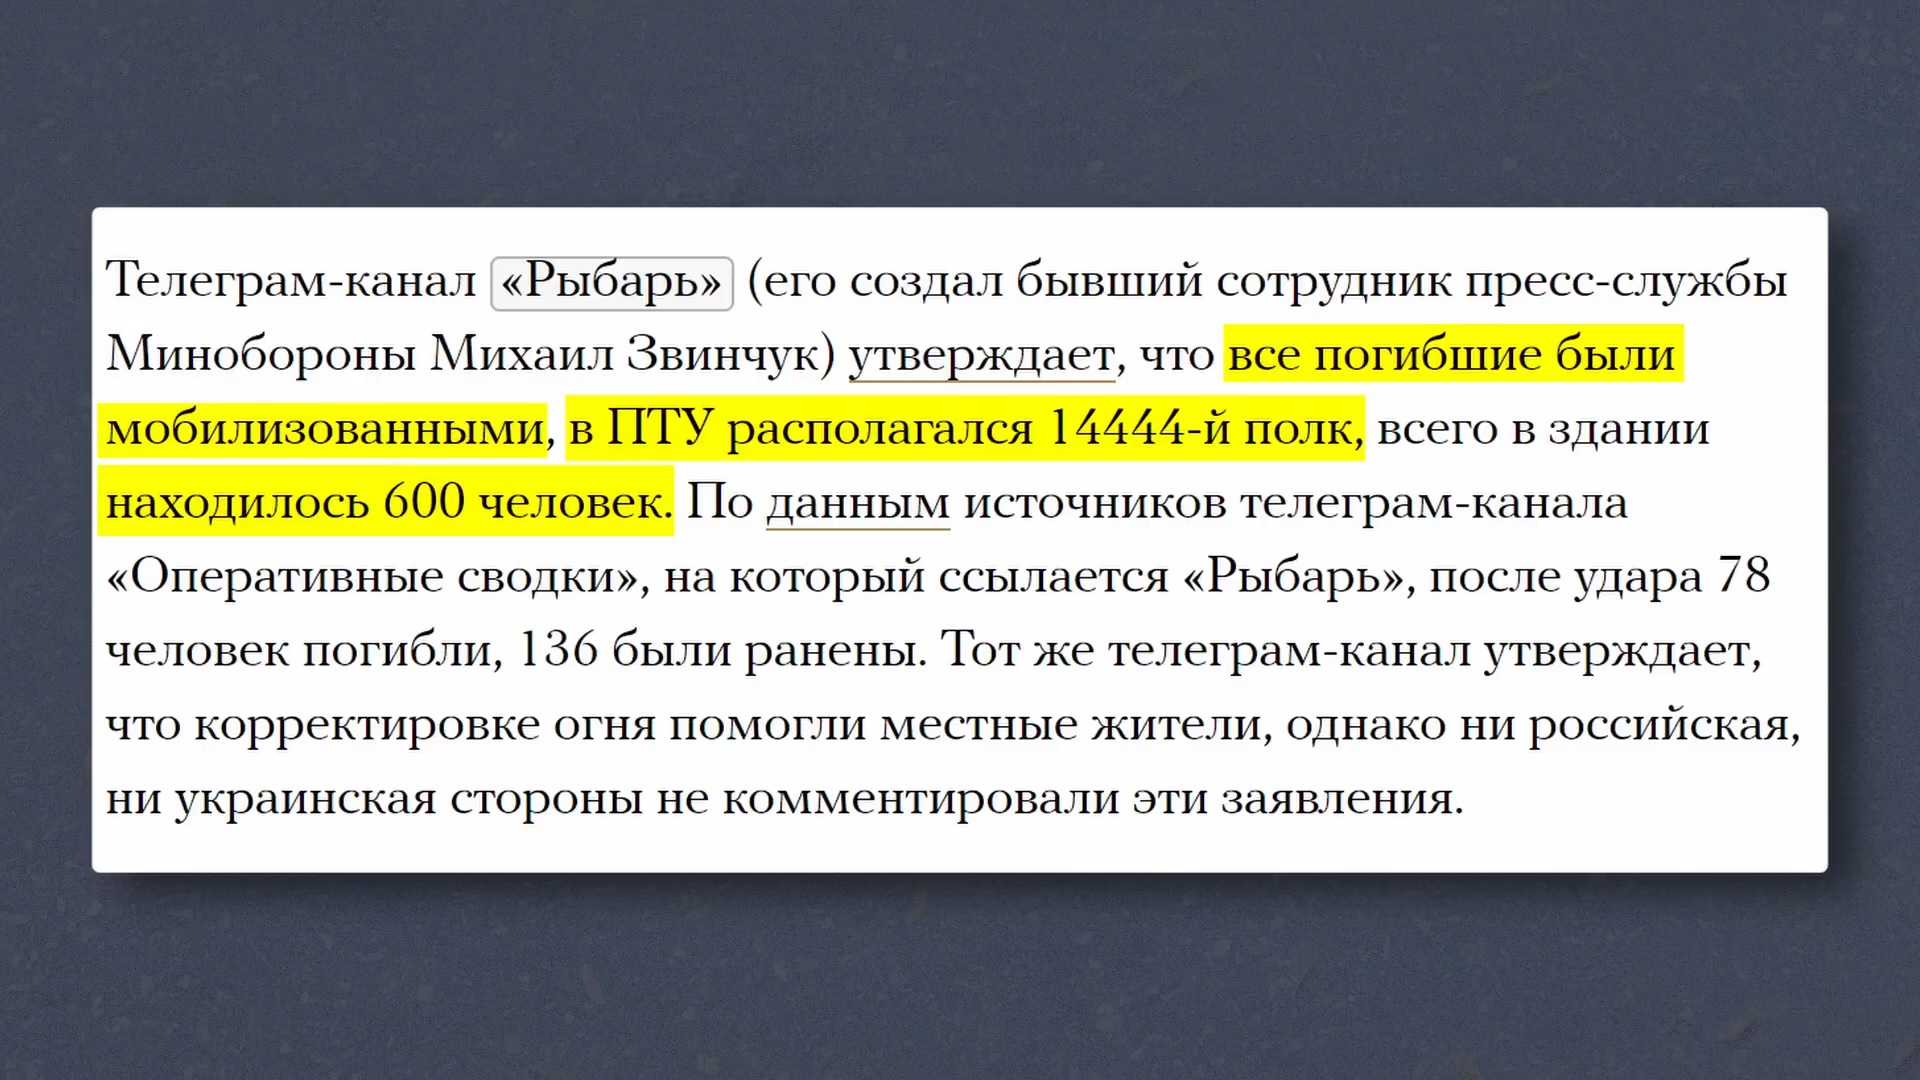 Телеграм-канал «Рыбарь» (его создал бывший сотрудник пресс-службы
Минобороны Михаил Звинчук) утверждает, что все погибшие были
мобилизованными, в ПТУ располагался 14444-й полк, всего в здании
находилось 600 человек. По данным источников телеграм-канала
«Оперативные сводки», на который ссылается «Рыбарь», после удара 78
человек погибли, 136 были ранены. Тот же телеграм-канал утверждает,
что корректировке огня помогли местные жители, однако ни российская,
ни украинская стороны не комментировали эти заявления.